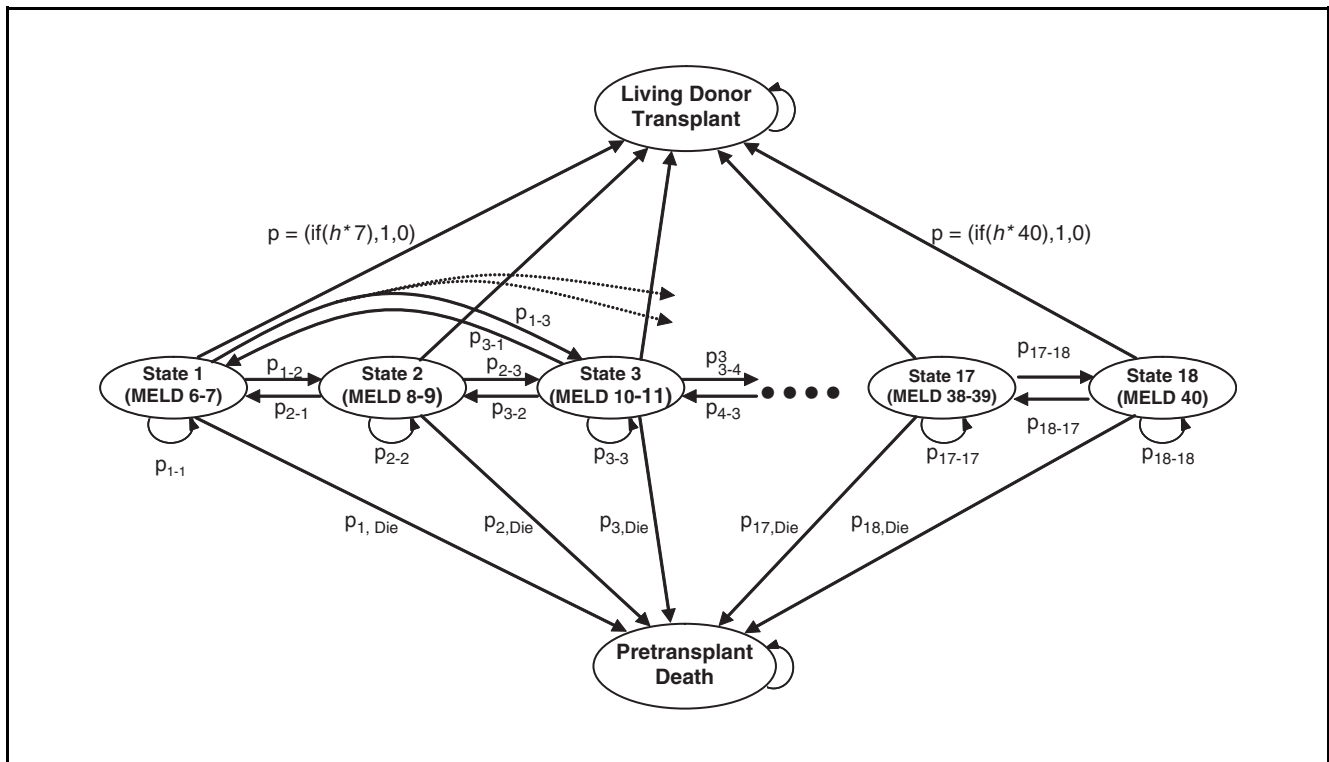 Living Donor
Transplant
p = (if(h* 7),1,0)
p = (if(h* 40),1,0)
p1-3
p3-1
p17-18
State 1
(MELD 6-7)
p1-2
p2-1
State 2
(MELD 8-9)
p2-3
p3-2
State 3
(MELD 10-11)
p3
3-4
p4-3
State 17
(MELD 38-39)
State 18
(MELD 40)
p18-17
p1-1
p2-2
p3-3
p17-17
p18-18
p1, Die
p2,Die
p3,Die
p17,Die
p18,Die
Pretransplant
Death